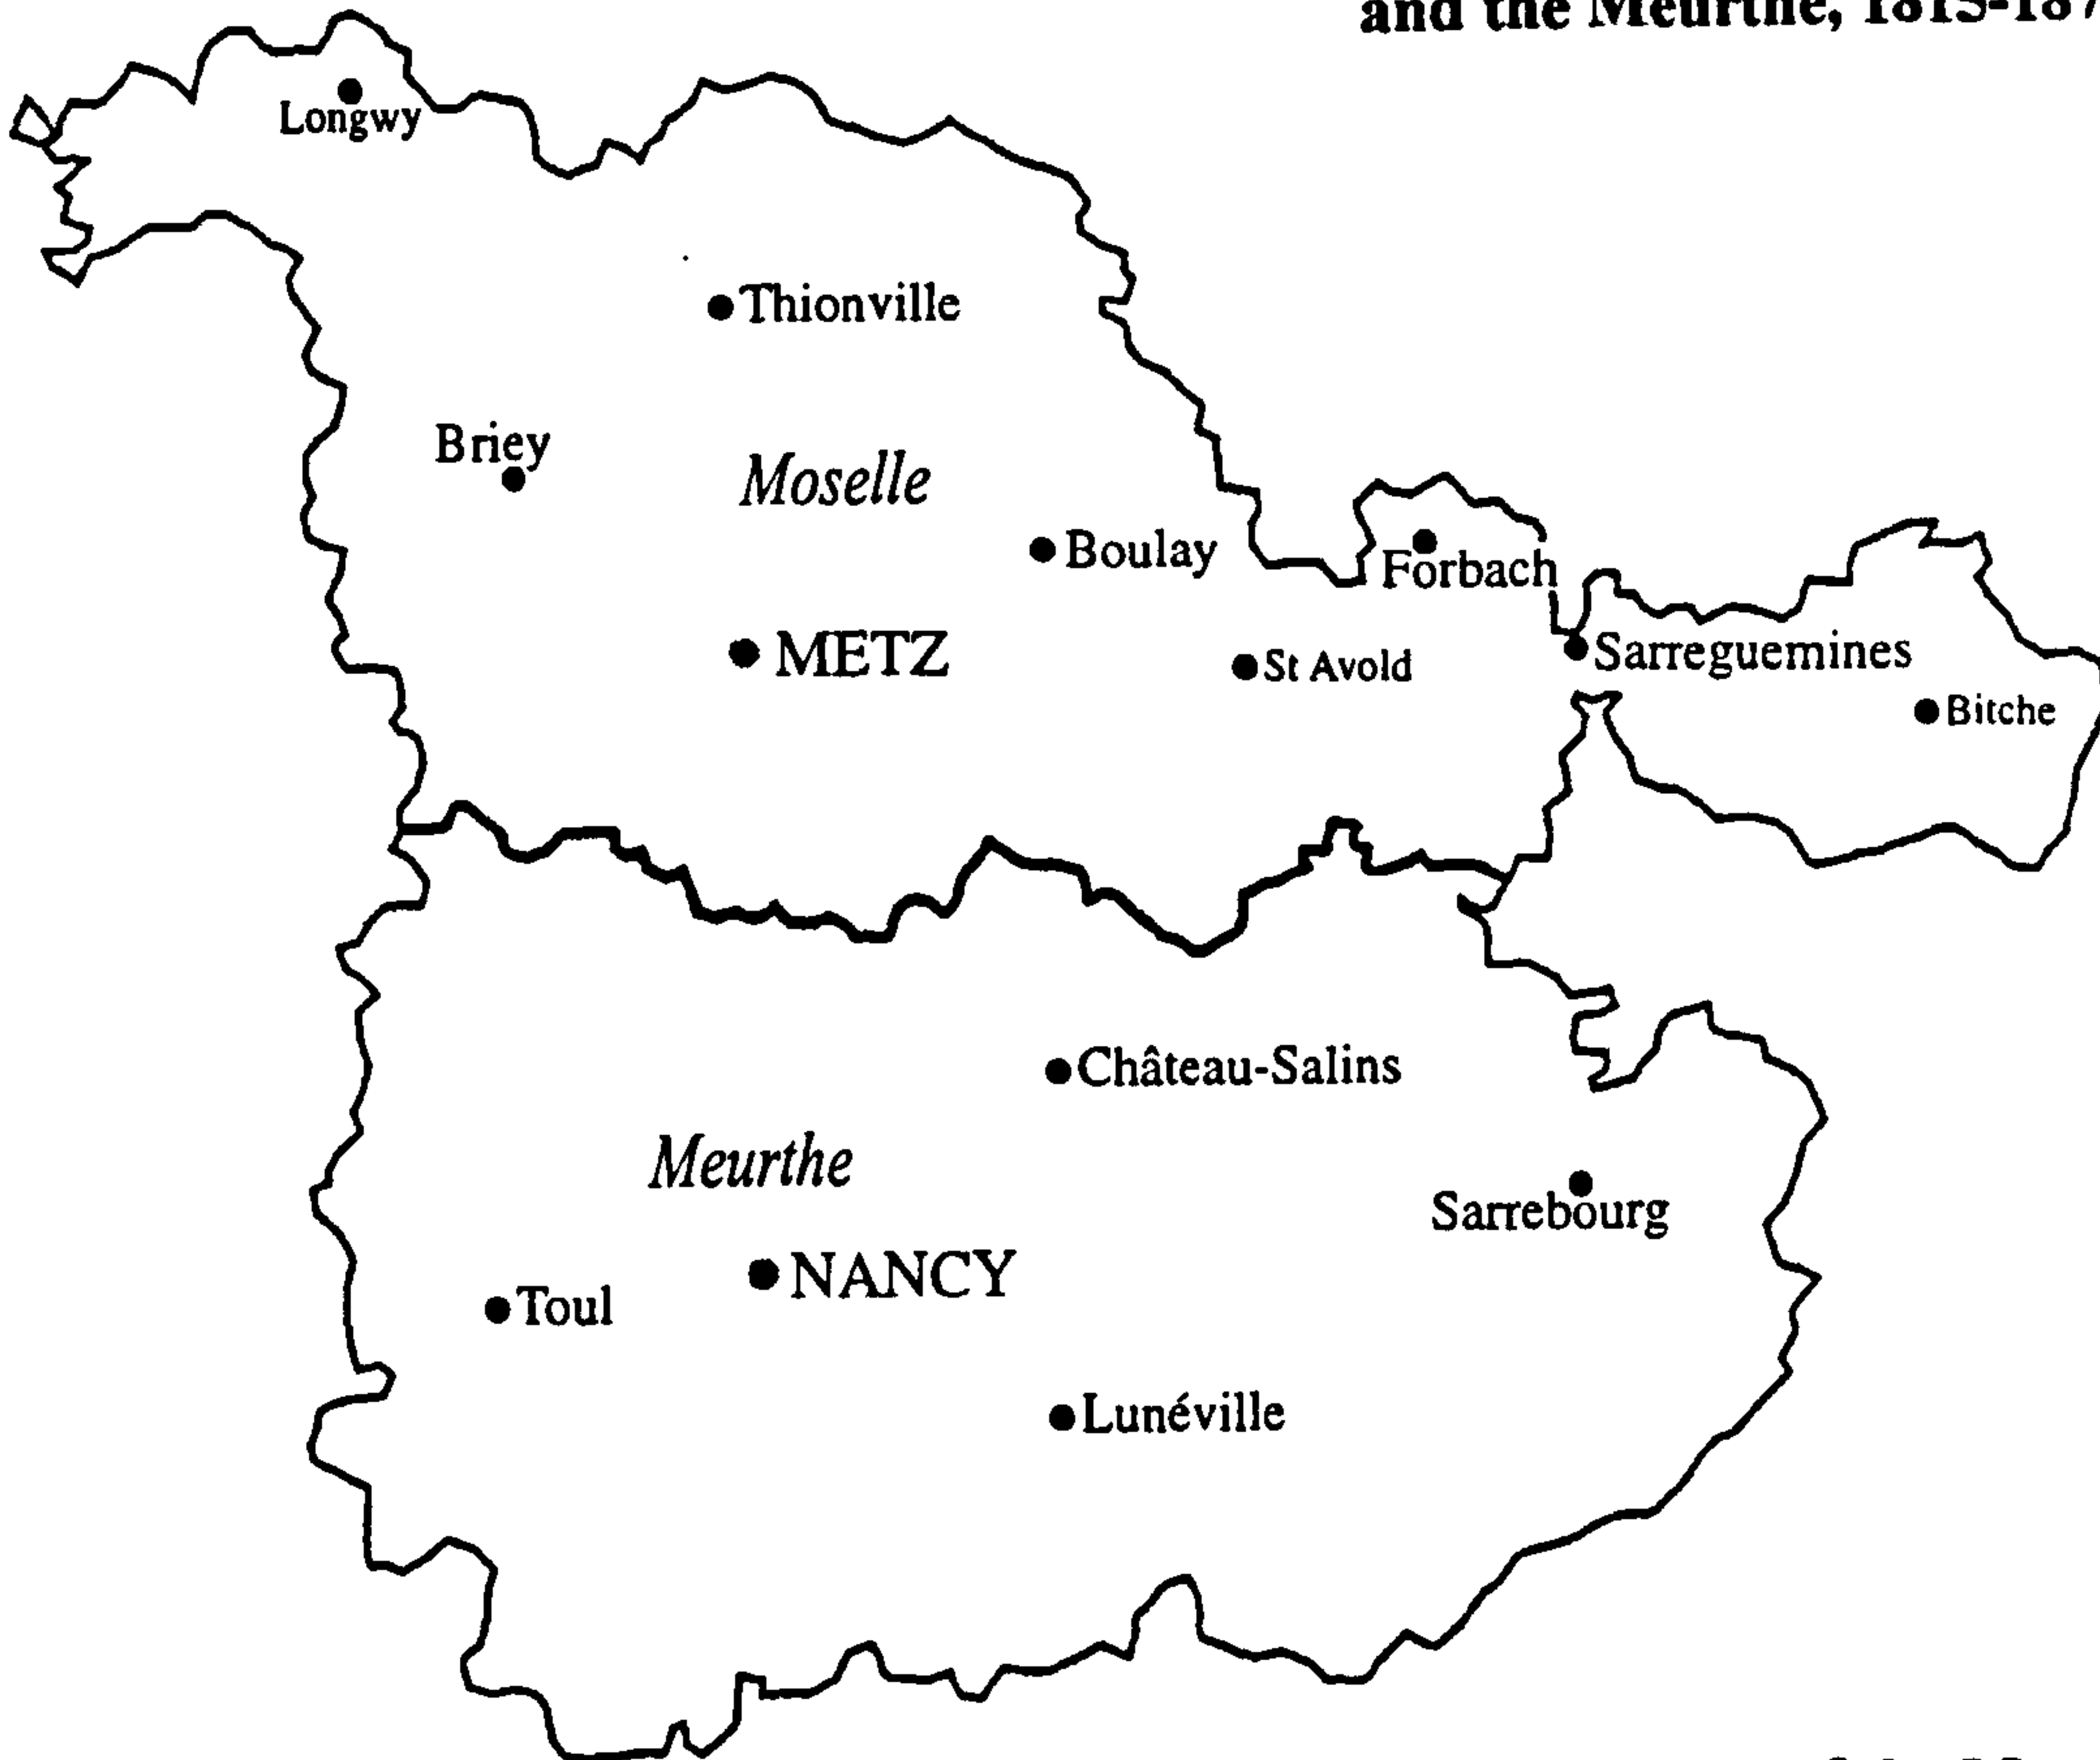 and the Meurthe, 1815-187
Longwy
Thionville
Briey
Moselle
Boulay
Forbach
METZ
St Avold
Sarreguemines
Bitche
Château-Salins
Meurthe
Sarrebourg
NANCY
Toul
Lunéville